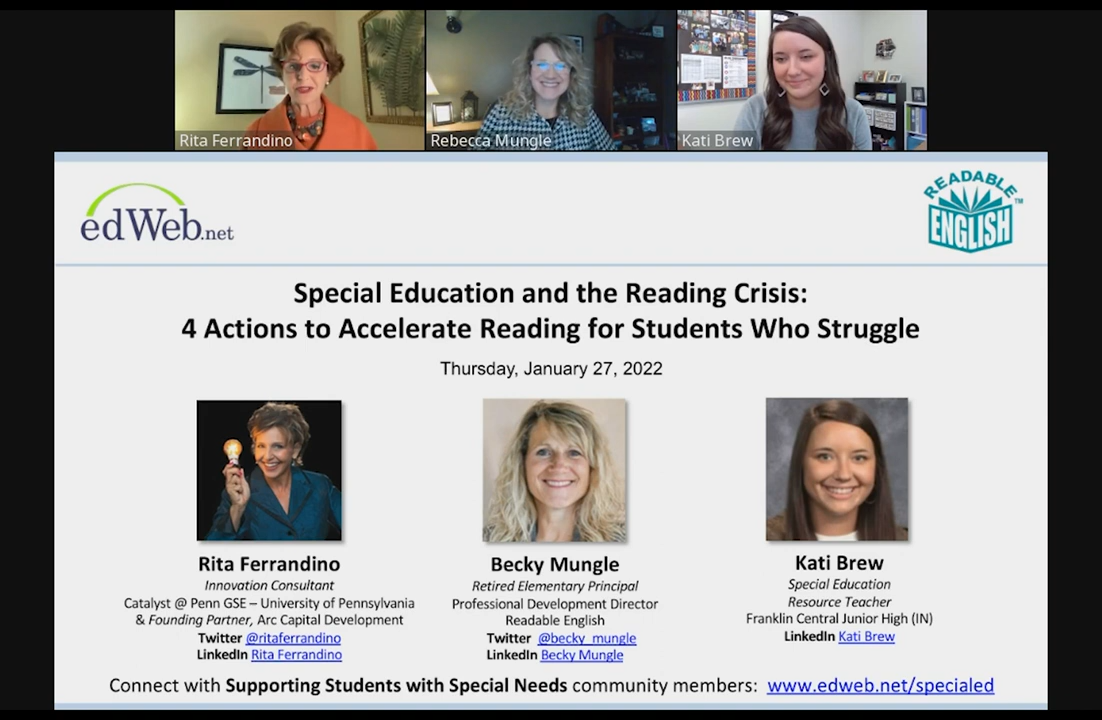 Rita Ferrandino
Rebecca Mungle
Kati Brew
edWeb.net
READABLE
ENGLISH
TM
Special Education and the Reading Crisis:
4 Actions to Accelerate Reading for Students Who Struggle
Thursday, January 27, 2022
Rita Ferrandino
Innovation Consultant
Catalyst @ Penn GSE – University of Pennsylvania
& Founding Partner, Arc Capital Development
Twitter @ritaferrandino
LinkedIn Rita Ferrandino
Becky Mungle
Retired Elementary Principal
Professional Development Director
Readable English
Twitter @becky_mungle
LinkedIn Becky Mungle
Kati Brew
Special Education
Resource Teacher
Franklin Central Junior High (IN)
LinkedIn Kati Brew
Connect with Supporting Students with Special Needs community members: www.edweb.net/specialed